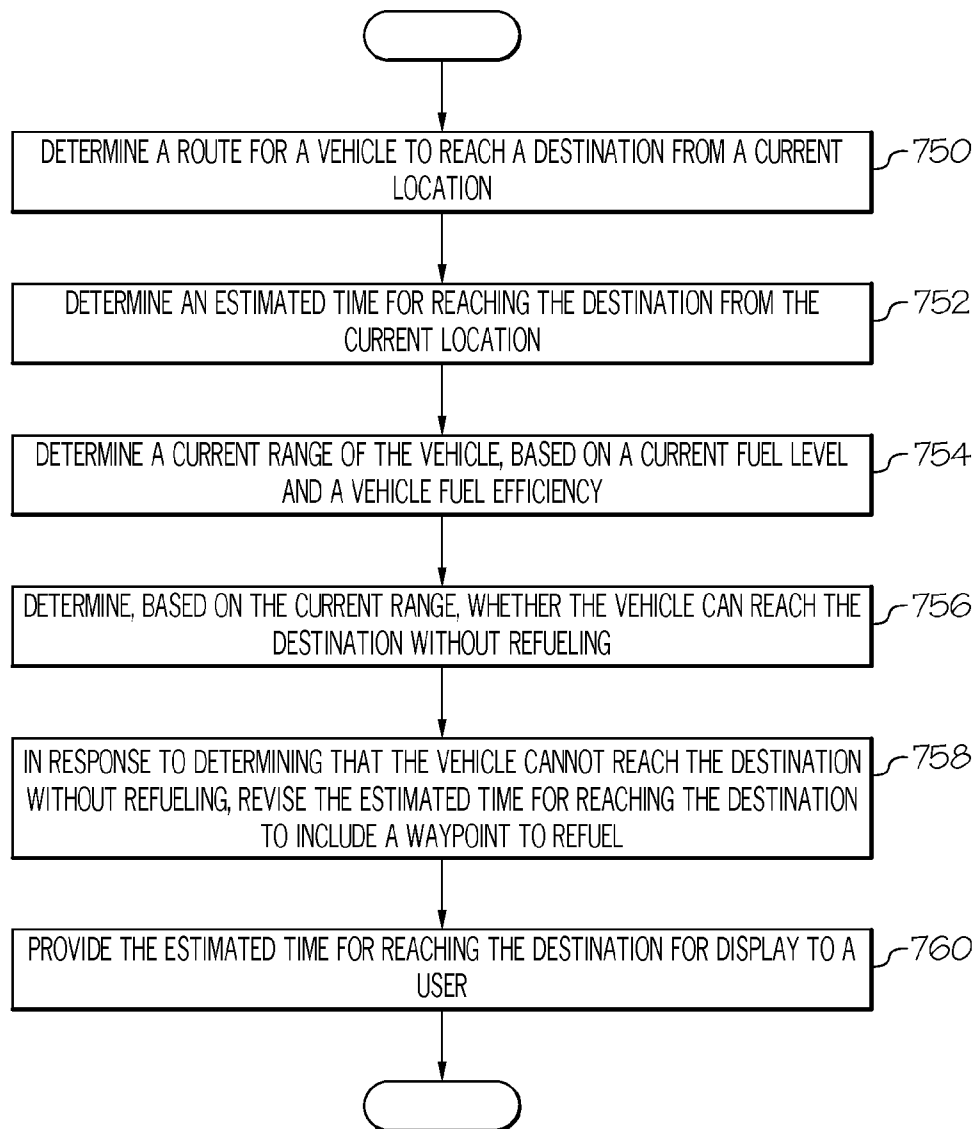 DETERMINE A ROUTE FOR A VEHICLE TO REACH A DESTINATION FROM A CURRENT
LOCATION
750
DETERMINE AN ESTIMATED TIME FOR REACHING THE DESTINATION FROM THE
CURRENT LOCATION
752
DETERMINE A CURRENT RANGE OF THE VEHICLE, BASED ON A CURRENT FUEL LEVEL
AND A VEHICLE FUEL EFFICIENCY
754
DETERMINE, BASED ON THE CURRENT RANGE, WHETHER THE VEHICLE CAN REACH THE
DESTINATION WITHOUT REFUELING
756
IN RESPONSE TO DETERMINING THAT THE VEHICLE CANNOT REACH THE DESTINATION
WITHOUT REFUELING, REVISE THE ESTIMATED TIME FOR REACHING THE DESTINATION
TO INCLUDE A WAYPOINT TO REFUEL
758
PROVIDE THE ESTIMATED TIME FOR REACHING THE DESTINATION FOR DISPLAY TO A
USER
760